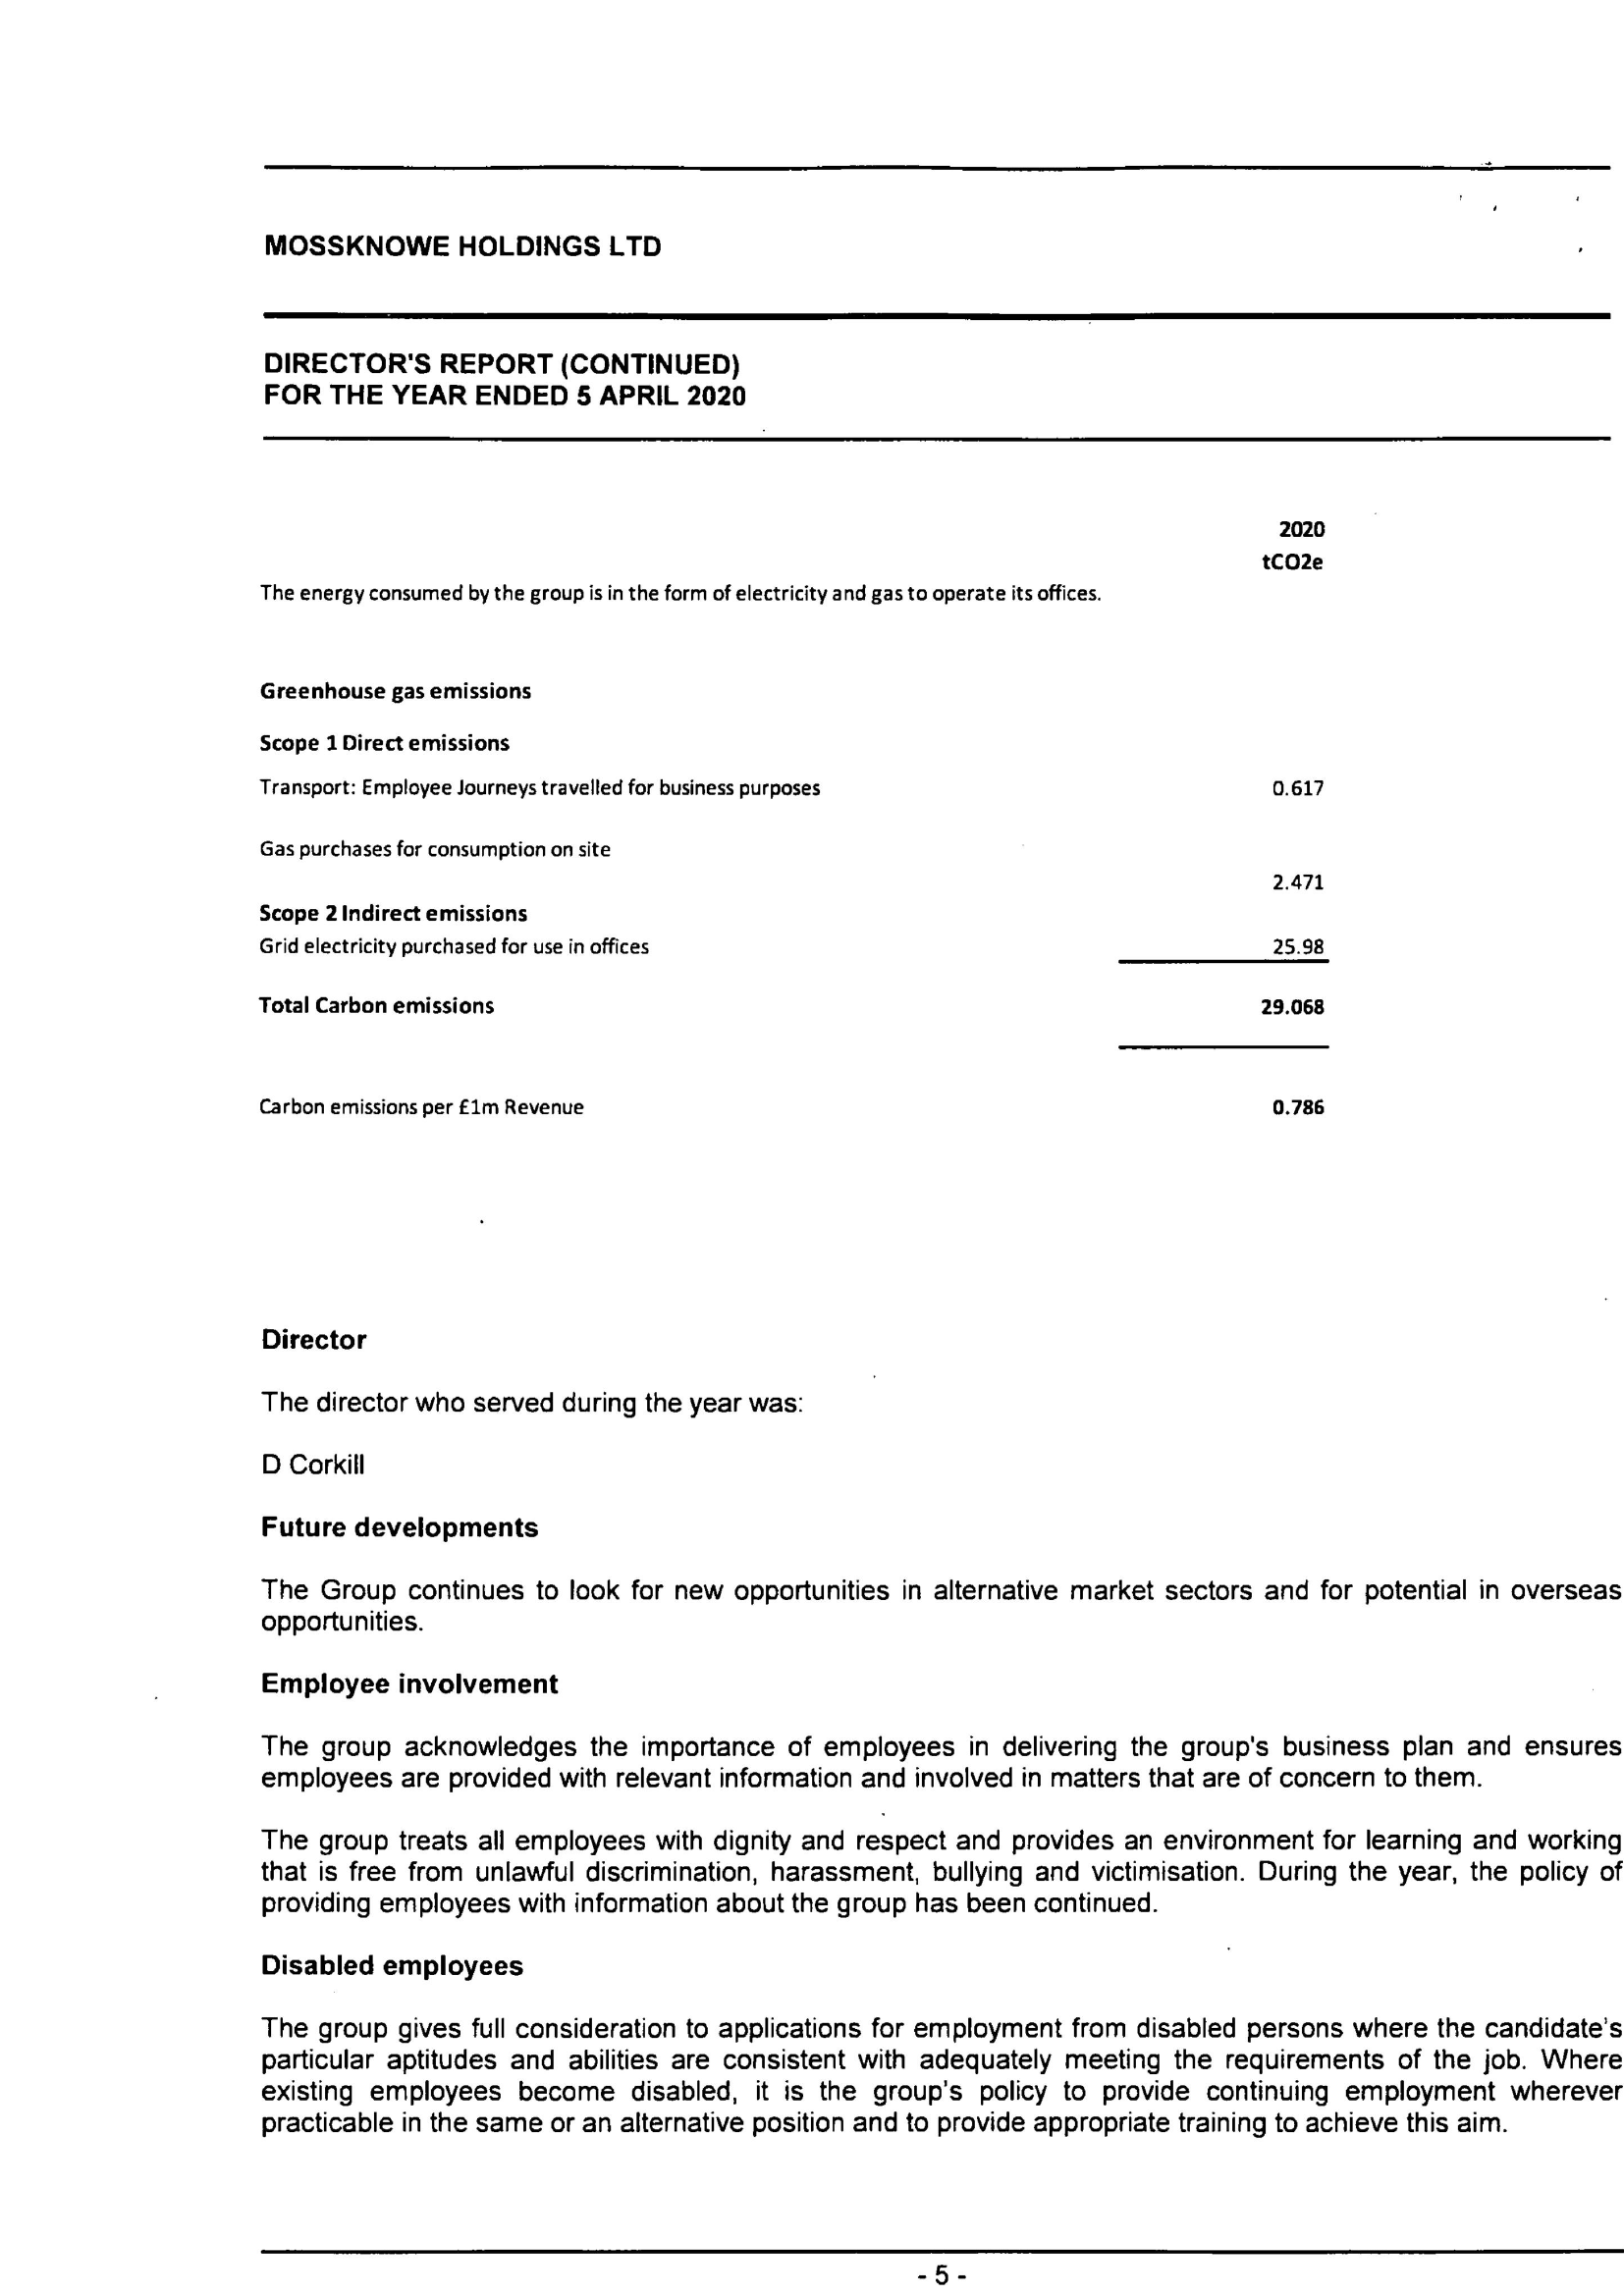 MOSSKNOWE HOLDINGS LTD
DIRECTOR'S REPORT (CONTINUED)
FOR THE YEAR ENDED 5 APRIL 2020
2020
tCO2e
The energy consumed by the group is in the form of electricity and gas to operate its offices.
Greenhouse gas emissions
Scope 1 Direct emissions
Transport: Employee Journeys travelled for business purposes 0.617
Gas purchases for consumption on site
2.471
Scope 2 Indirect emissions
Grid electricity purchased for use in offices 25.98
Total Carbon emissions 29.068
Carbon emissions per £1m Revenue 0.786
Director
The director who served during the year was:
D Corkill
Future developments
The Group continues to look for new opportunities in alternative market sectors and for potential in overseas
opportunities.
Employee involvement
The group acknowledges the importance of employees in delivering the group's business plan and ensures
employees are provided with relevant information and involved in matters that are of concern to them.
The group treats all employees with dignity and respect and provides an environment for learning and working
that is free from unlawful discrimination, harassment, bullying and victimisation. During the year, the policy of
providing employees with information about the group has been continued.
Disabled employees
The group gives full consideration to applications for employment from disabled persons where the candidate's
particular aptitudes and abilities are consistent with adequately meeting the requirements of the job. Where
existing employees become disabled, it is the group's policy to provide continuing employment wherever
practicable in the same or an alternative position and to provide appropriate training to achieve this aim.
- 5 -